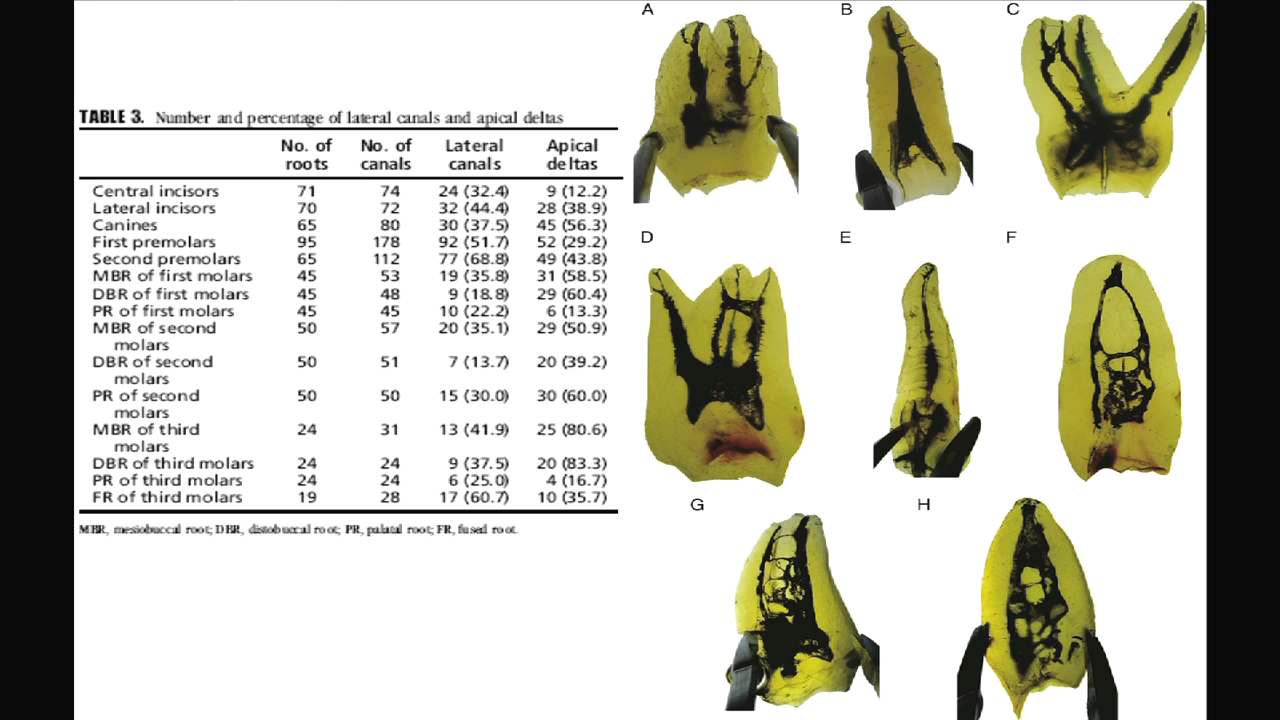 TABLE 3. Number and percentage of lateral canals and apical deltas
No. of roots No. of canals Lateral canals Apical deltas
Central incisors 71 74 24 (32.4) 9 (12.2)
Lateral incisors 70 72 32 (44.4) 28 (38.9)
Canines 65 80 30 (37.5) 45 (56.3)
First premolars 95 178 92 (51.7) 52 (29.2)
Second premolars 65 112 77 (68.8) 49 (43.8)
MBR of first molars 45 53 19 (35.8) 31 (58.5)
DBR of first molars 45 48 9 (18.8) 29 (60.4)
PR of first molars 45 45 10 (22.2) 6 (13.3)
MBR of second 50 57 20 (35.1) 29 (50.9)
molars
DBR of second 50 51 7 (13.7) 20 (39.2)
molars
PR of second 50 50 15 (30.0) 30 (60.0)
molars
MBR of third 24 31 13 (41.9) 25 (80.6)
molars
DBR of third molars 24 24 9 (37.5) 20 (83.3)
PR of third molars 24 24 6 (25.0) 4 (16.7)
FR of third molars 19 28 17 (60.7) 10 (35.7)
MBR, mesiobuccal root; DBR, distobuccal root; PR, palatal root; FR, fused root.
A B C
D E F
G H